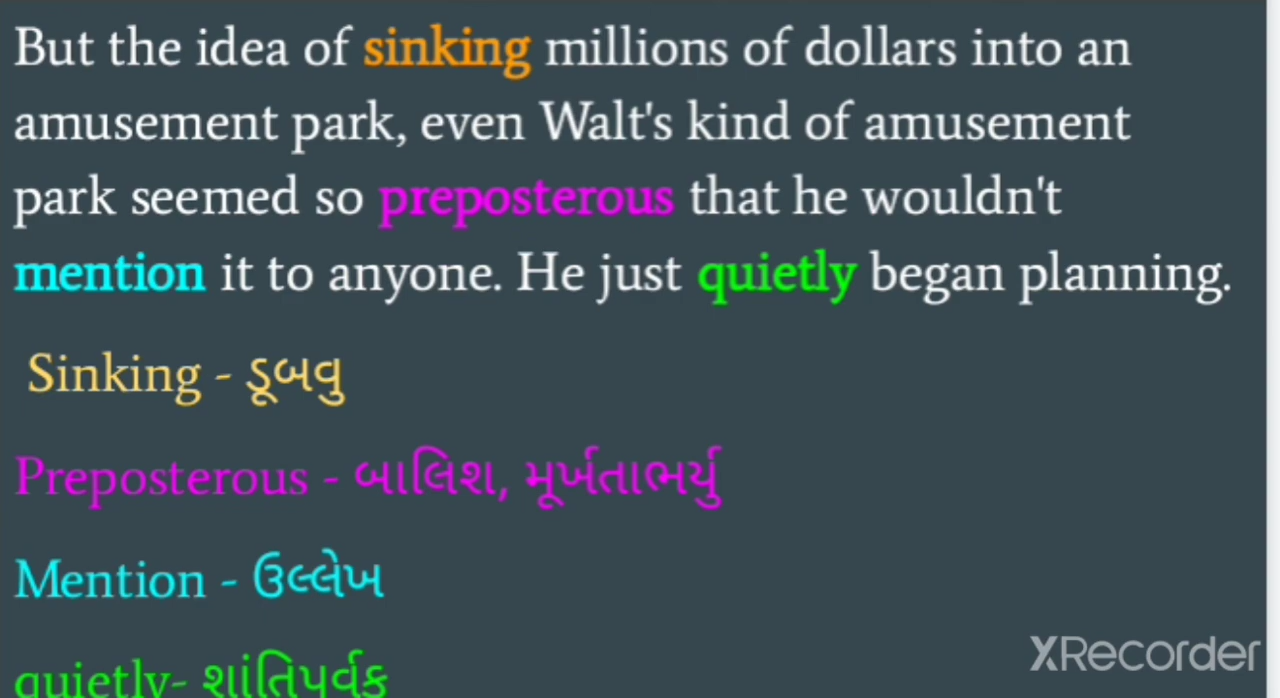 But the idea of sinking millions of dollars into an
amusement park, even Walt's kind of amusement
park seemed so preposterous that he wouldn't
mention it to anyone. He just quietly began planning.
Sinking - ડૂબવુ
Preposterous - બાલિશ, મૂર્ખતાભર્યુ
Mention - ઉલ્લેખ
quietly- શાંતિપૂર્વક
XRecorder